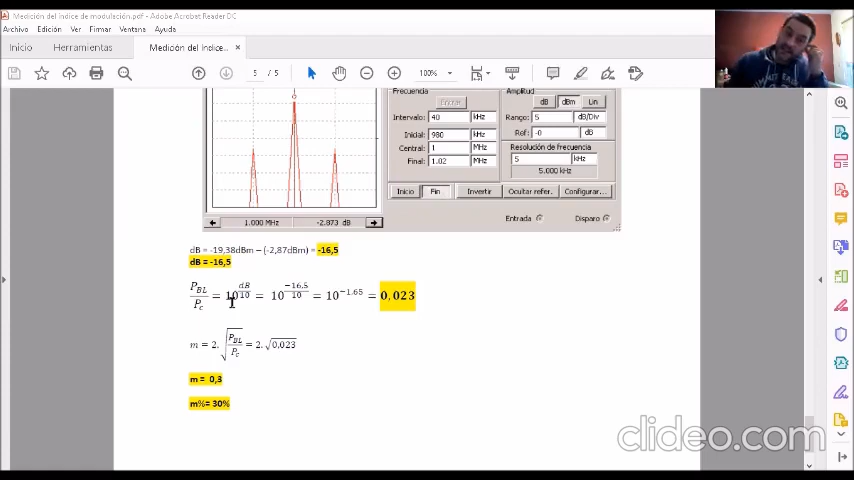 Medición del índice de modulación.pdf - Adobe Acrobat Reader DC
Archivo Edición Ver Firmar Ventana Ayuda
Inicio Herramientas Medición del índice... ×
5 / 5 100%
Frecuencia
Entrar
Intervalo: 40 kHz
Inicial: 980 kHz
Central: 1 MHz
Final: 1.02 MHz
Amplitud
dB dBm Lin
Rango: 5 dB/Div
Ref: -0 dB
Resolución de frecuencia
5 kHz
5.000 kHz
Inicio Fin Invertir Ocultar refer. Configurar...
1.000 MHz -2.873 dB
Entrada Disparo
dB = -19,38dBm – (-2,87dBm) = -16,5
dB = -16,5
P_BL/P_c = 10^(dB/10) = 10^(-16,5/10) = 10^-1.65 = 0,023
m = 2.√(P_BL/P_c) = 2.√0,023
m = 0,3
m%= 30%
clideo.com